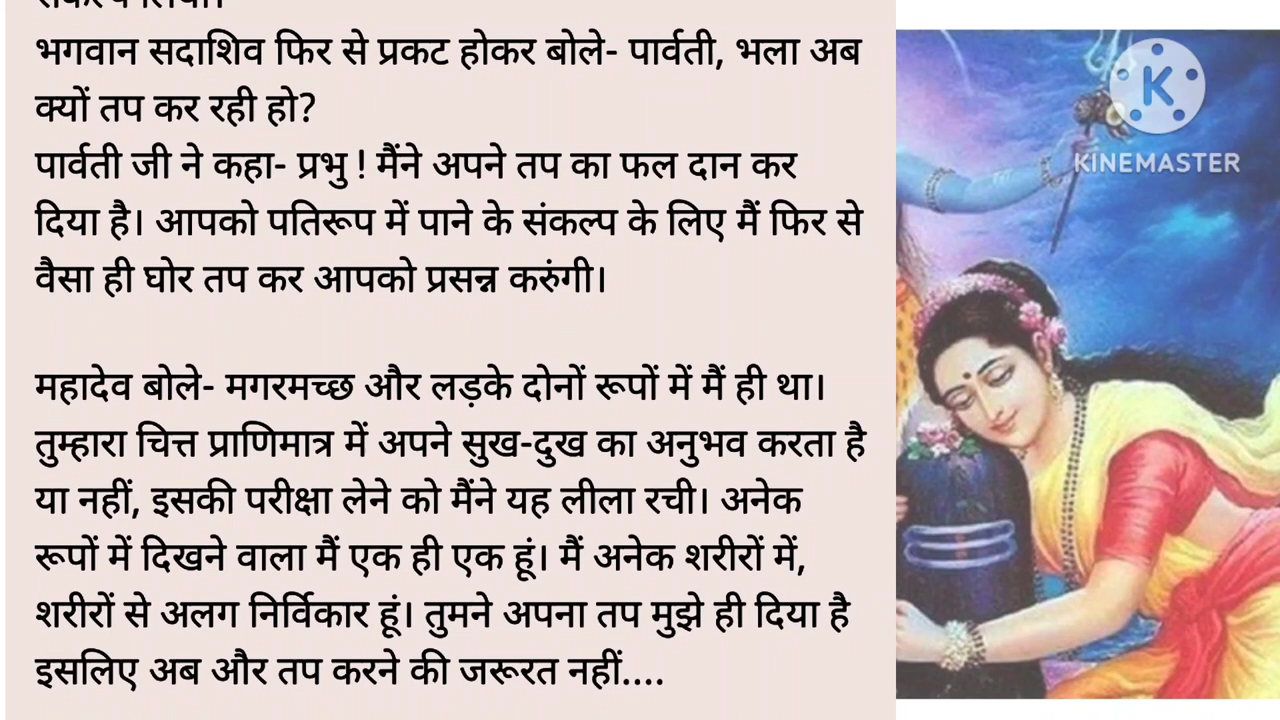 भगवान सदाशिव फिर से प्रकट होकर बोले- पार्वती, भला अब
क्यों तप कर रही हो?
पार्वती जी ने कहा- प्रभु ! मैंने अपने तप का फल दान कर
दिया है। आपको पतिरूप में पाने के संकल्प के लिए मैं फिर से
वैसा ही घोर तप कर आपको प्रसन्न करुंगी।
महादेव बोले- मगरमच्छ और लड़के दोनों रूपों में मैं ही था।
तुम्हारा चित्त प्राणिमात्र में अपने सुख-दुख का अनुभव करता है
या नहीं, इसकी परीक्षा लेने को मैंने यह लीला रची। अनेक
रूपों में दिखने वाला मैं एक ही एक हूं। मैं अनेक शरीरों में,
शरीरों से अलग निर्विकार हूं। तुमने अपना तप मुझे ही दिया है
इसलिए अब और तप करने की जरूरत नहीं....
K
KINEMASTER